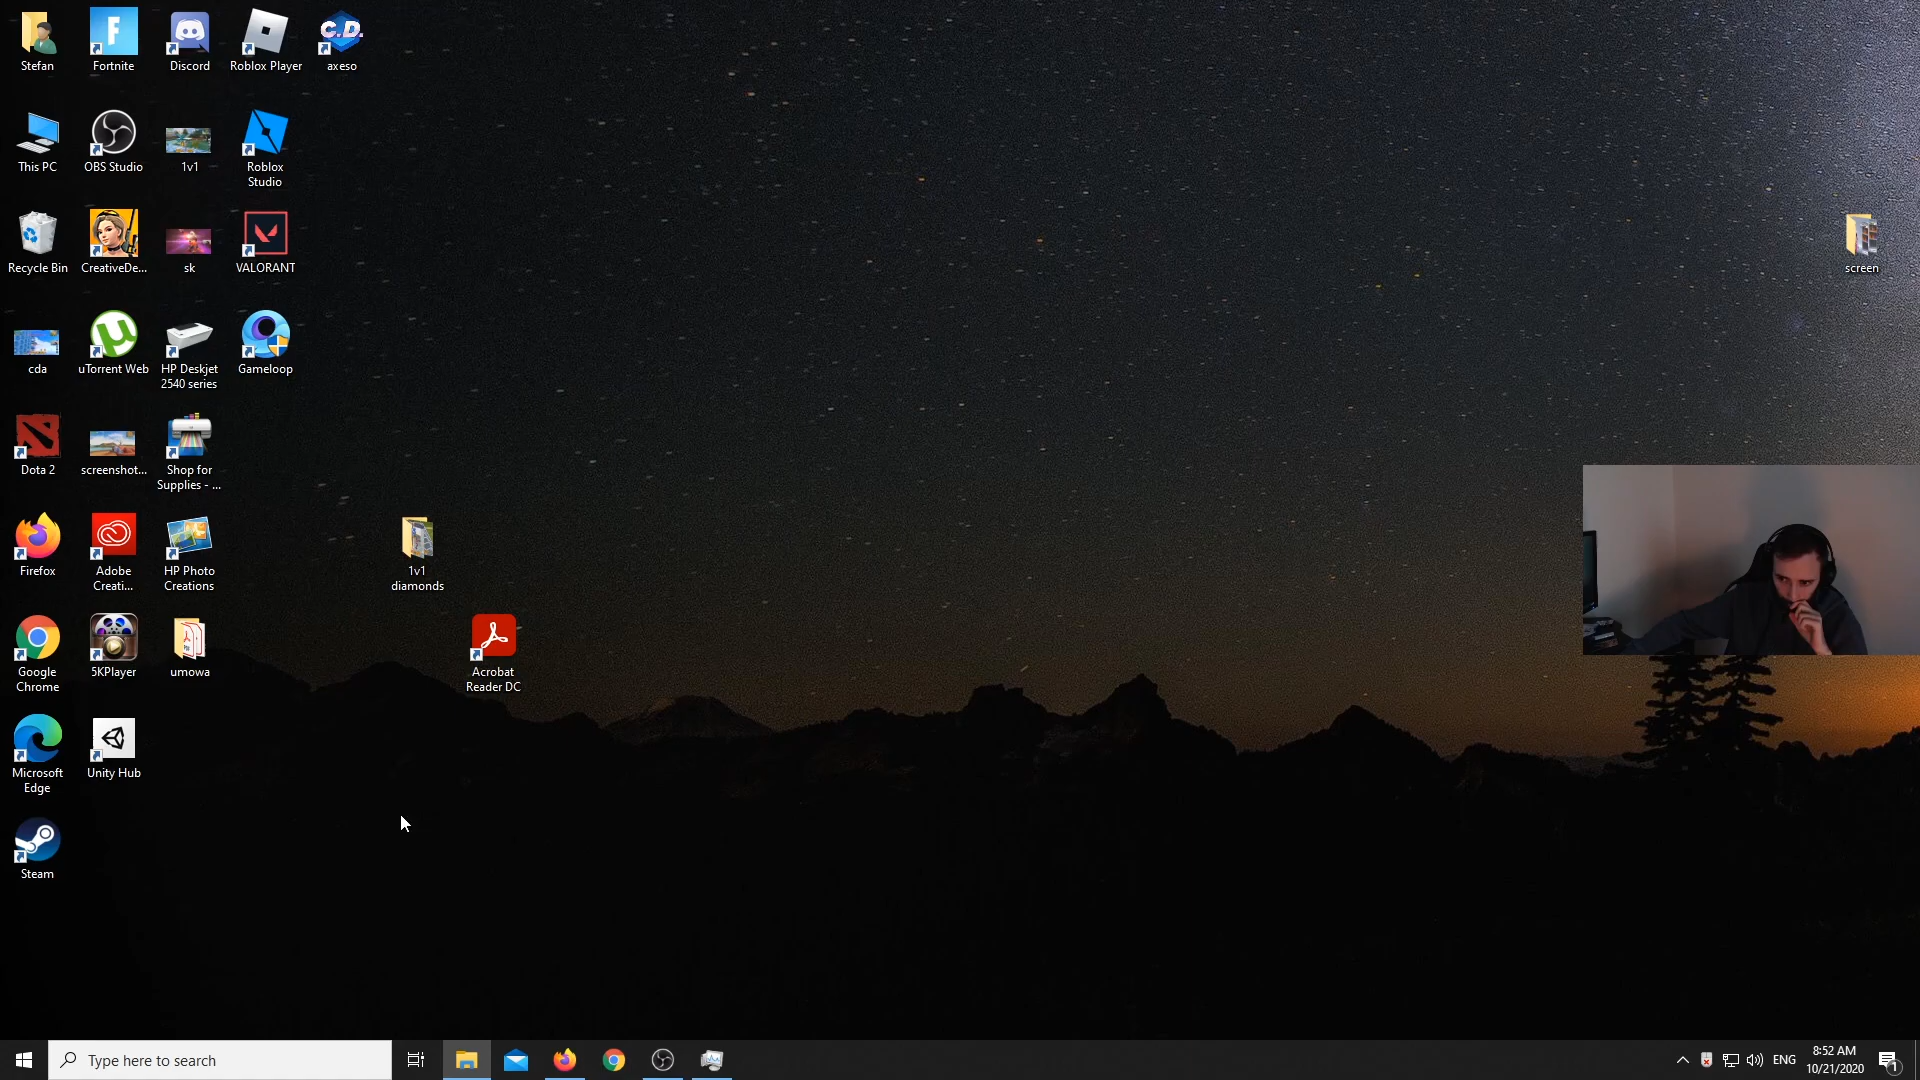 Stefan
Fortnite
Discord
Roblox Player
C.D.
axeso
This PC
OBS Studio
1v1
Roblox
Studio
Recycle Bin
CreativeDe...
sk
VALORANT
cda
uTorrent Web
HP Deskjet
2540 series
Gameloop
Dota 2
screenshot...
Shop for
Supplies - ...
Firefox
Adobe
Creati...
HP Photo
Creations
Google
Chrome
5KPlayer
umowa
Microsoft
Edge
Unity Hub
Steam
1v1
diamonds
Acrobat
Reader DC
screen
Type here to search
ENG
8:52 AM
10/21/2020
1